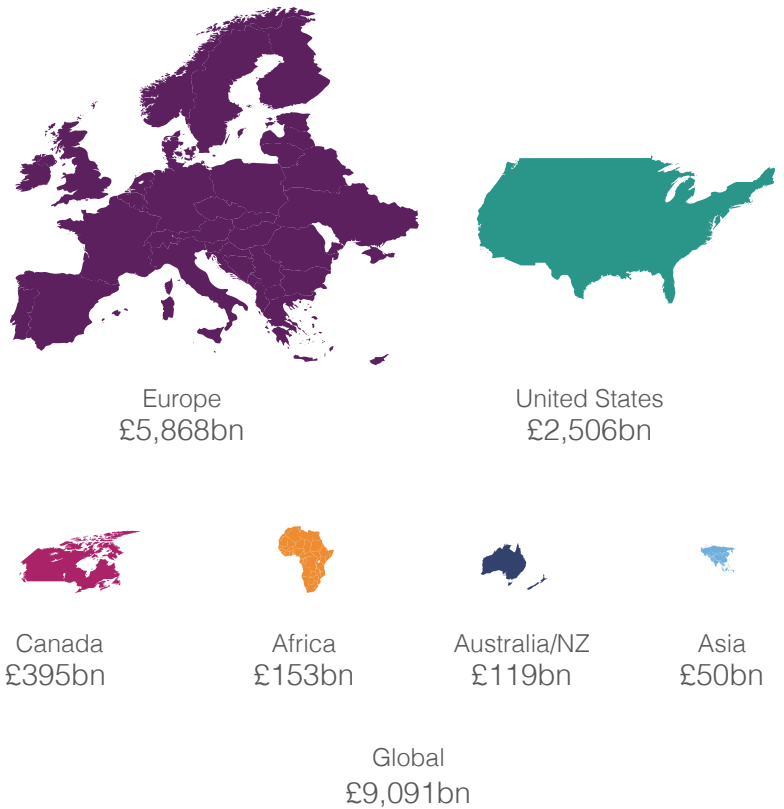 Europe
£5,868bn
United States
£2,506bn
Canada
£395bn
Africa
£153bn
Australia/NZ
£119bn
Asia
£50bn
Global
£9,091bn